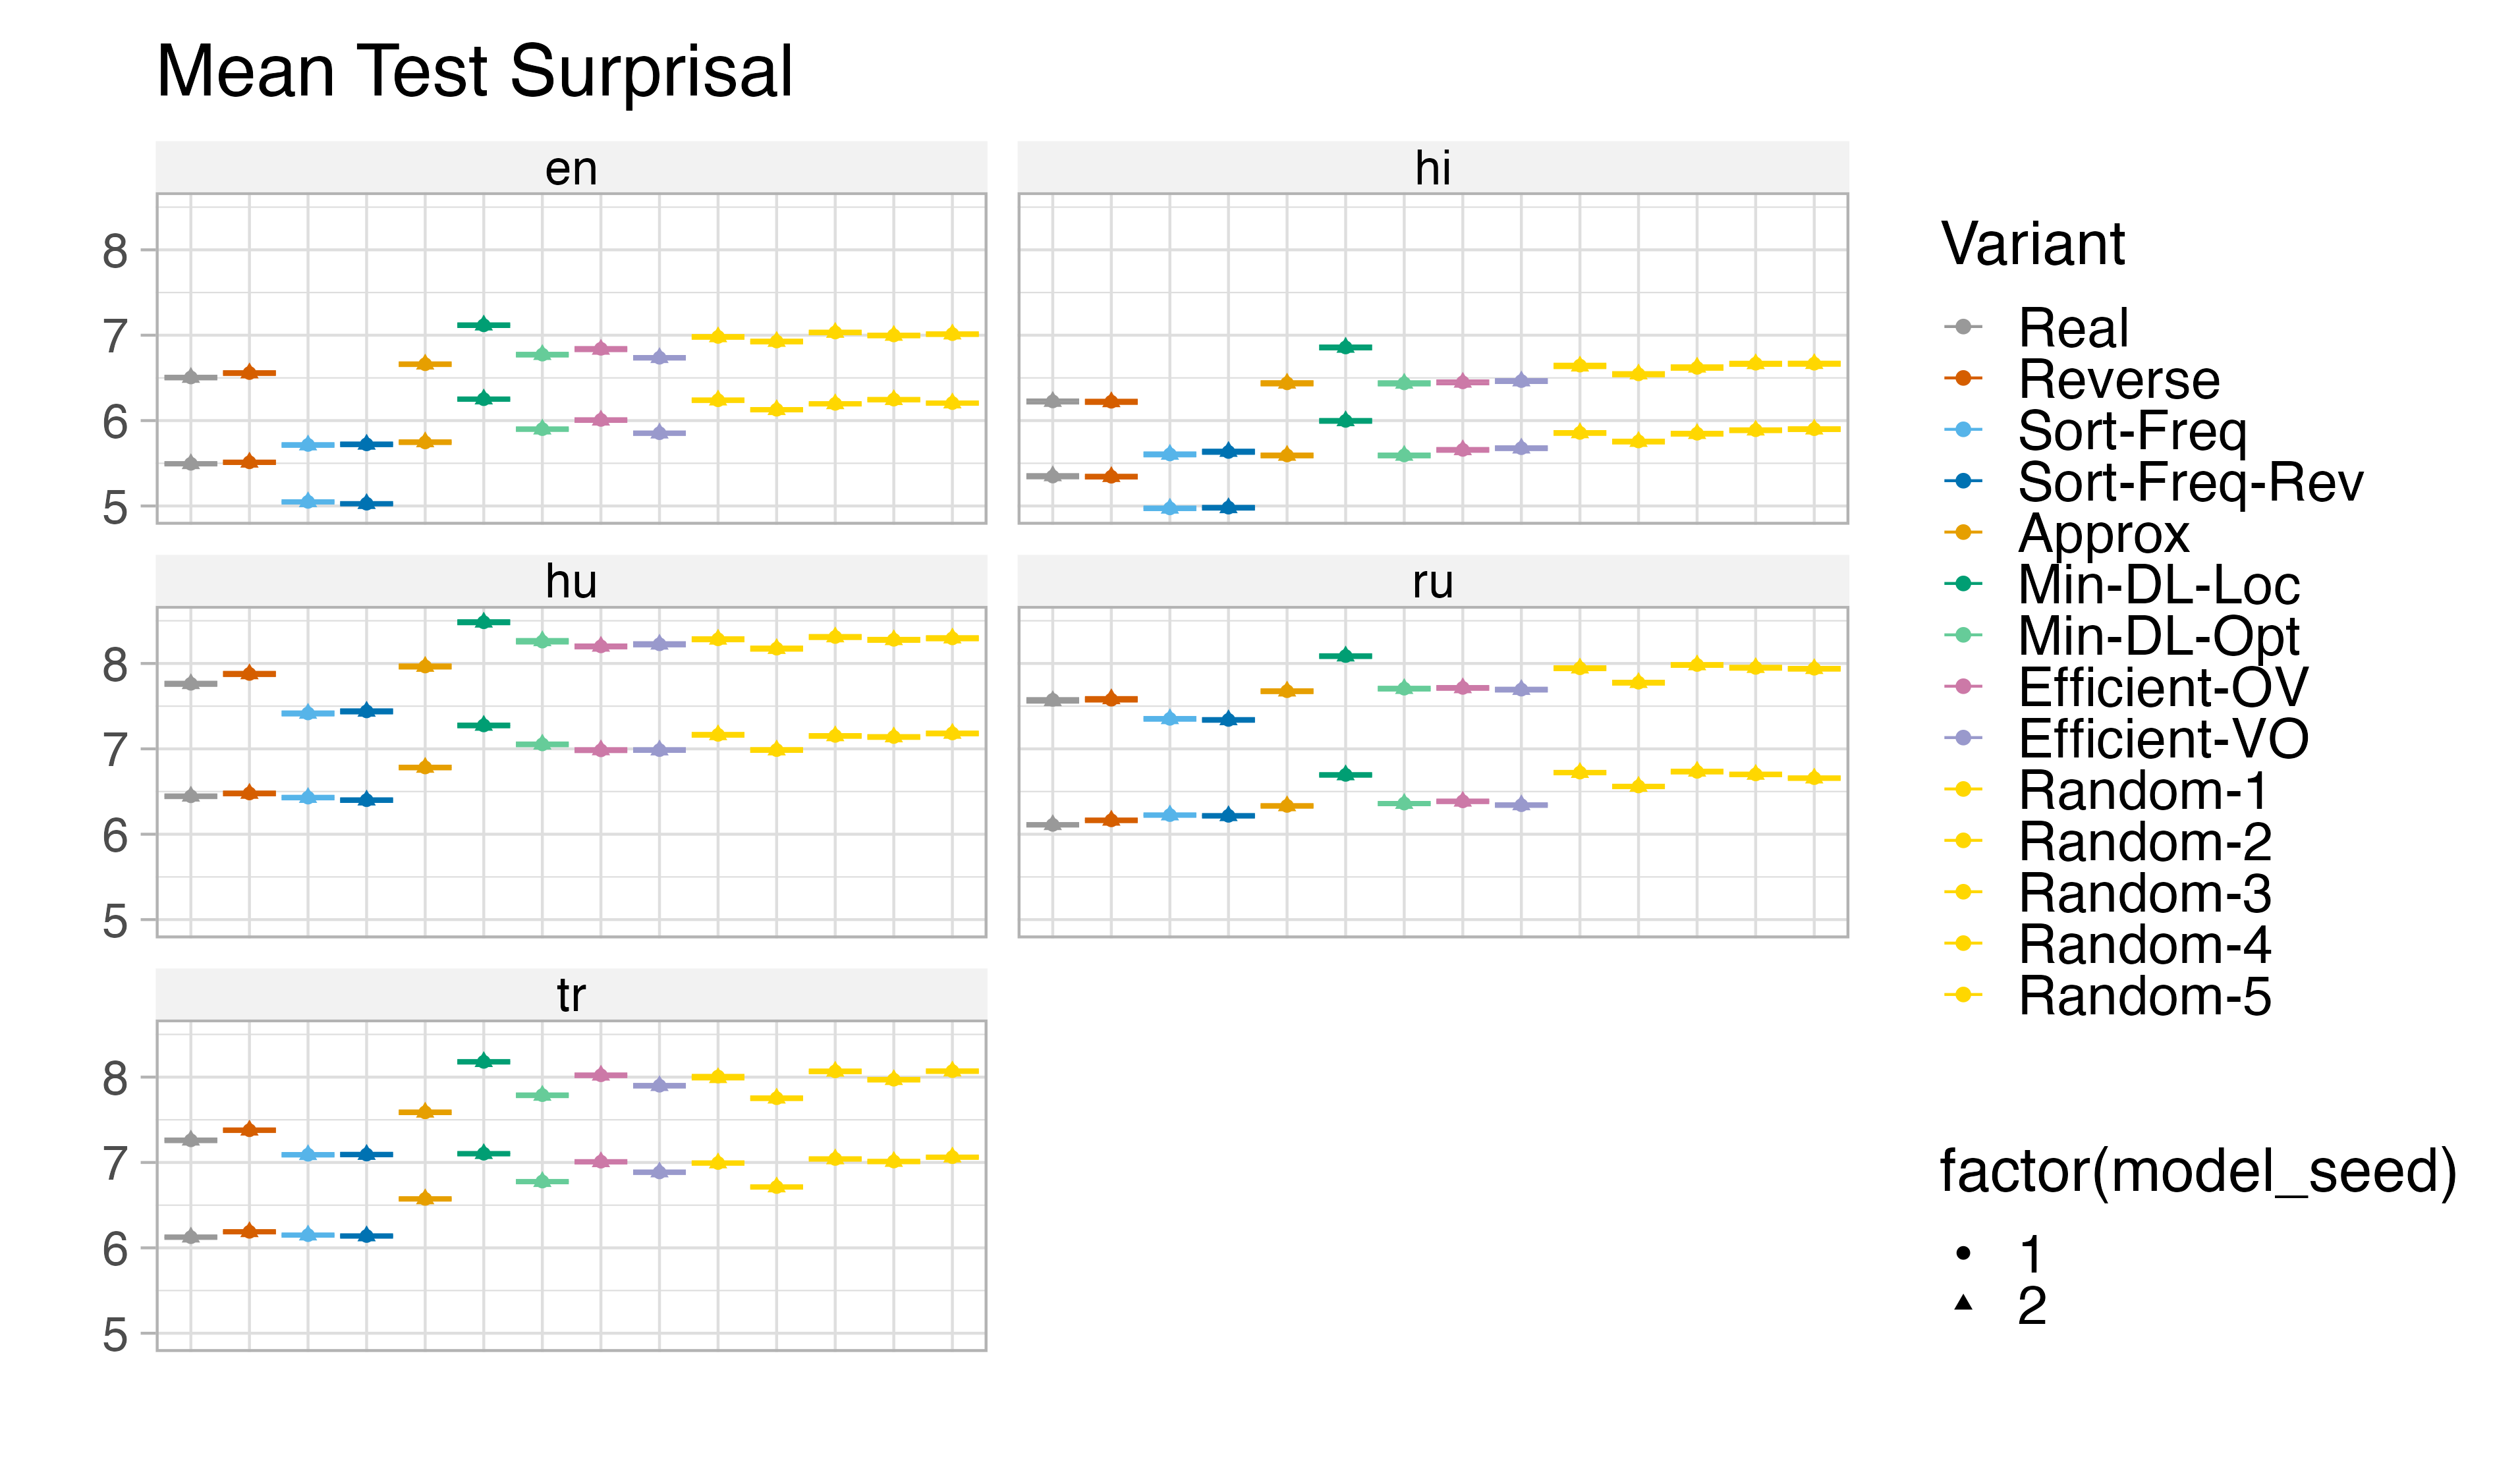 Mean Test Surprisal
en
hi
8
7
6
5
hu
ru
8
7
6
5
tr
8
7
6
5
Variant
Real
Reverse
Sort-Freq
Sort-Freq-Rev
Approx
Min-DL-Loc
Min-DL-Opt
Efficient-OV
Efficient-VO
Random-1
Random-2
Random-3
Random-4
Random-5
factor(model_seed)
1
2